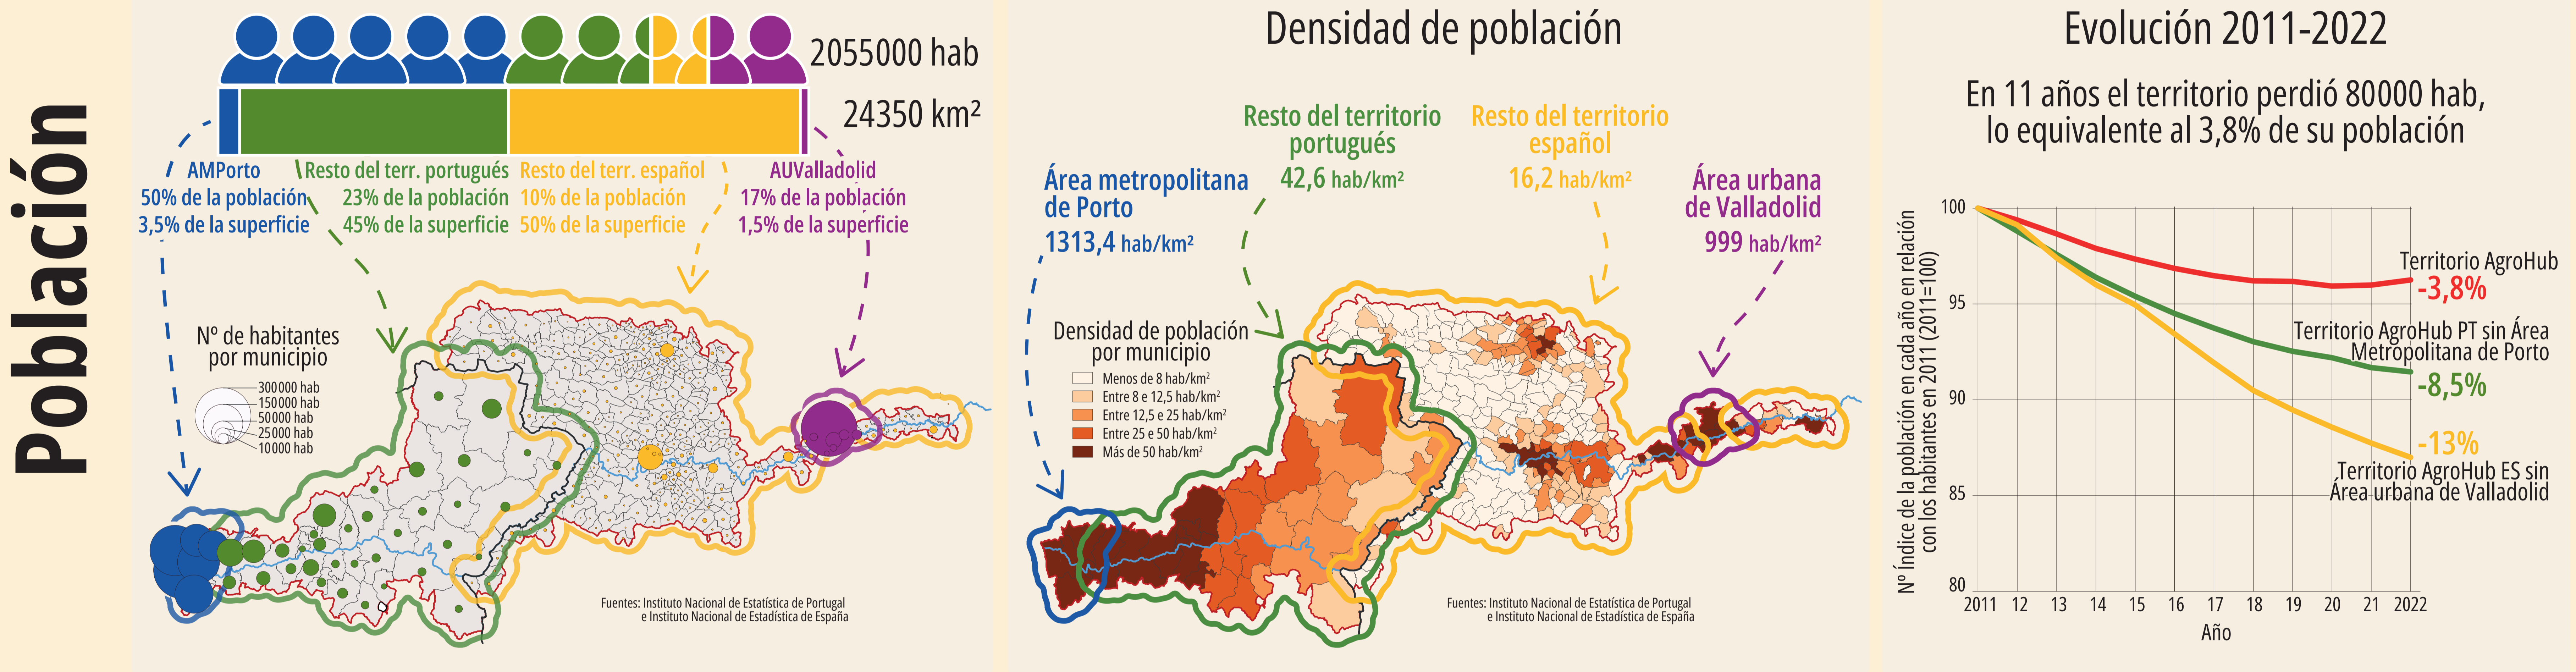 Población
2055000 hab
24350 km²
AMPorto
50% de la población
3,5% de la superficie
Resto del terr. portugués
23% de la población
45% de la superficie
Resto del terr. español
10% de la población
50% de la superficie
AUValladolid
17% de la población
1,5% de la superficie
Nº de habitantes
por municipio
300000 hab
150000 hab
50000 hab
25000 hab
10000 hab
Fuentes: Instituto Nacional de Estatística de Portugal
e Instituto Nacional de Estadística de España
Densidad de población
Área metropolitana
de Porto
1313,4 hab/km²
Resto del territorio
portugués
42,6 hab/km²
Resto del territorio
español
16,2 hab/km²
Área urbana
de Valladolid
999 hab/km²
Densidad de población
por municipio
Menos de 8 hab/km²
Entre 8 e 12,5 hab/km²
Entre 12,5 e 25 hab/km²
Entre 25 e 50 hab/km²
Más de 50 hab/km²
Fuentes: Instituto Nacional de Estatística de Portugal
e Instituto Nacional de Estadística de España
Evolución 2011-2022
En 11 años el territorio perdió 80000 hab,
lo equivalente al 3,8% de su población
Nº Índice de la población en cada año en relación
con los habitantes en 2011 (2011=100)
100
95
90
85
80
2011 12 13 14 15 16 17 18 19 20 21 2022
Año
Territorio AgroHub
-3,8%
Territorio AgroHub PT sin Área
Metropolitana de Porto
-8,5%
-13%
Territorio AgroHub ES sin
Área urbana de Valladolid